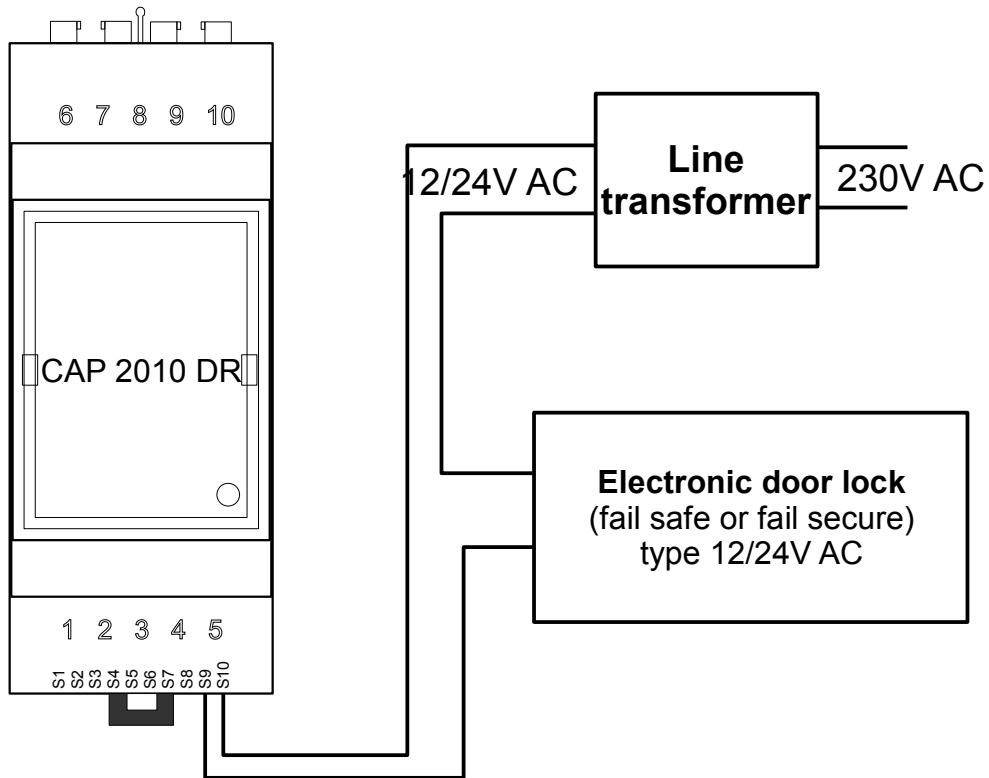 6 7 8 9 10
12/24V AC
Line
transformer
230V AC
CAP 2010 DR
Electronic door lock
(fail safe or fail secure)
type 12/24V AC
1 2 3 4 5
S1 S2 S3 S4 S5 S6 S7 S8 S9 S10